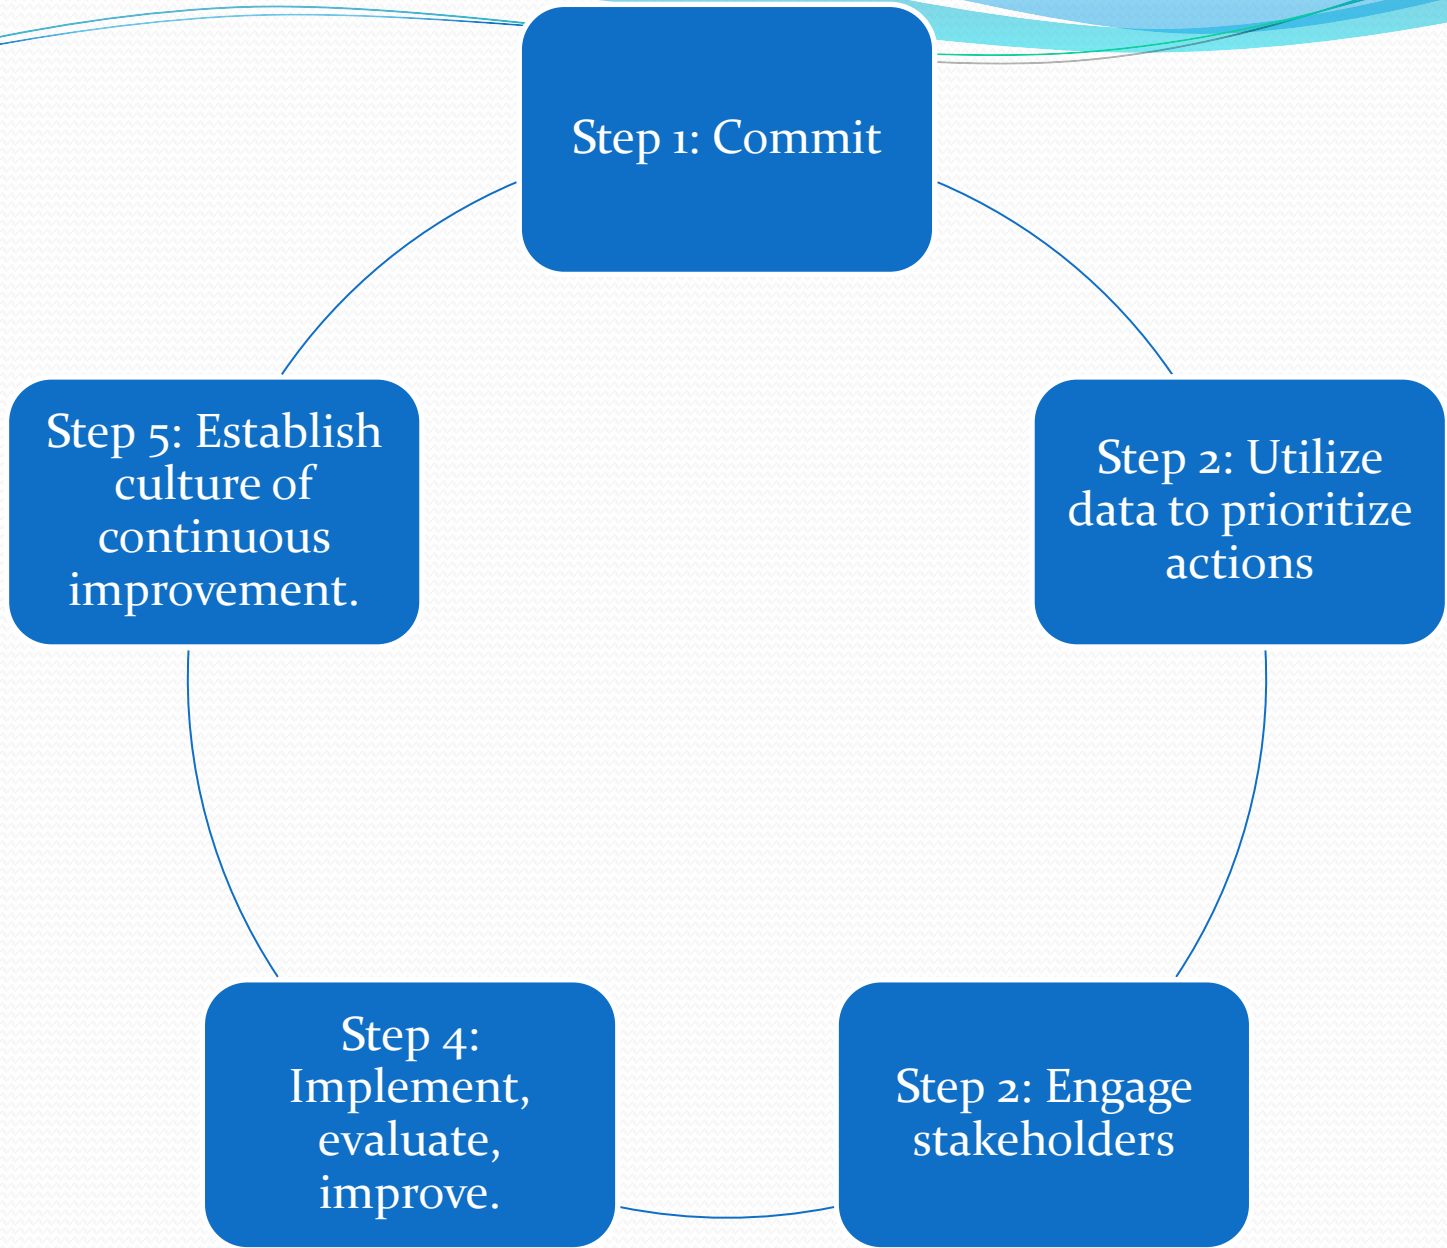 Step 1: Commit
Step 2: Utilize
data to prioritize
actions
Step 2: Engage
stakeholders
Step 4:
Implement,
evaluate,
improve.
Step 5: Establish
culture of
continuous
improvement.